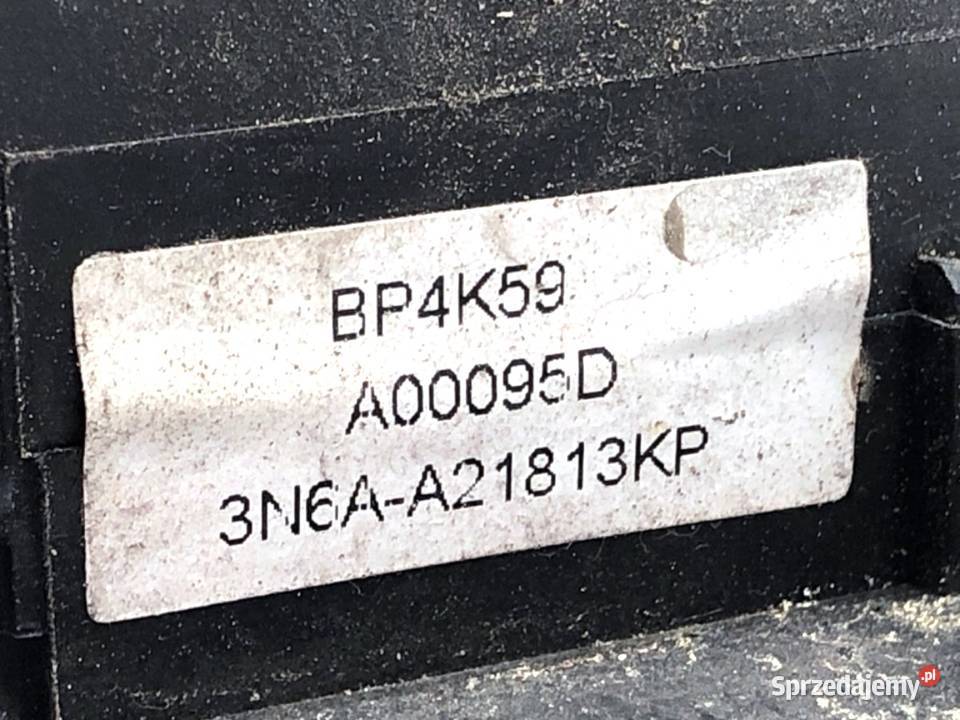 BP4K59
A00095D
3N6A-A21813KP
Sprzedajemy.pl